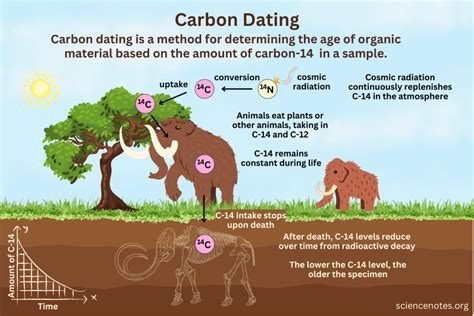 Carbon Dating
Carbon dating is a method for determining the age of organic
material based on the amount of carbon-14 in a sample.
uptake
conversion
cosmic
radiation
14C
14C
14N
Cosmic radiation
continuously replenishes
C-14 in the atmosphere
Animals eat plants or
other animals, taking in
C-14 and C-12
14C
C-14 remains
constant during life
C-14 intake stops
upon death
14C
After death, C-14 levels reduce
over time from radioactive decay
The lower the C-14 level, the
older the specimen
Amount of C-14
Time
sciencenotes.org